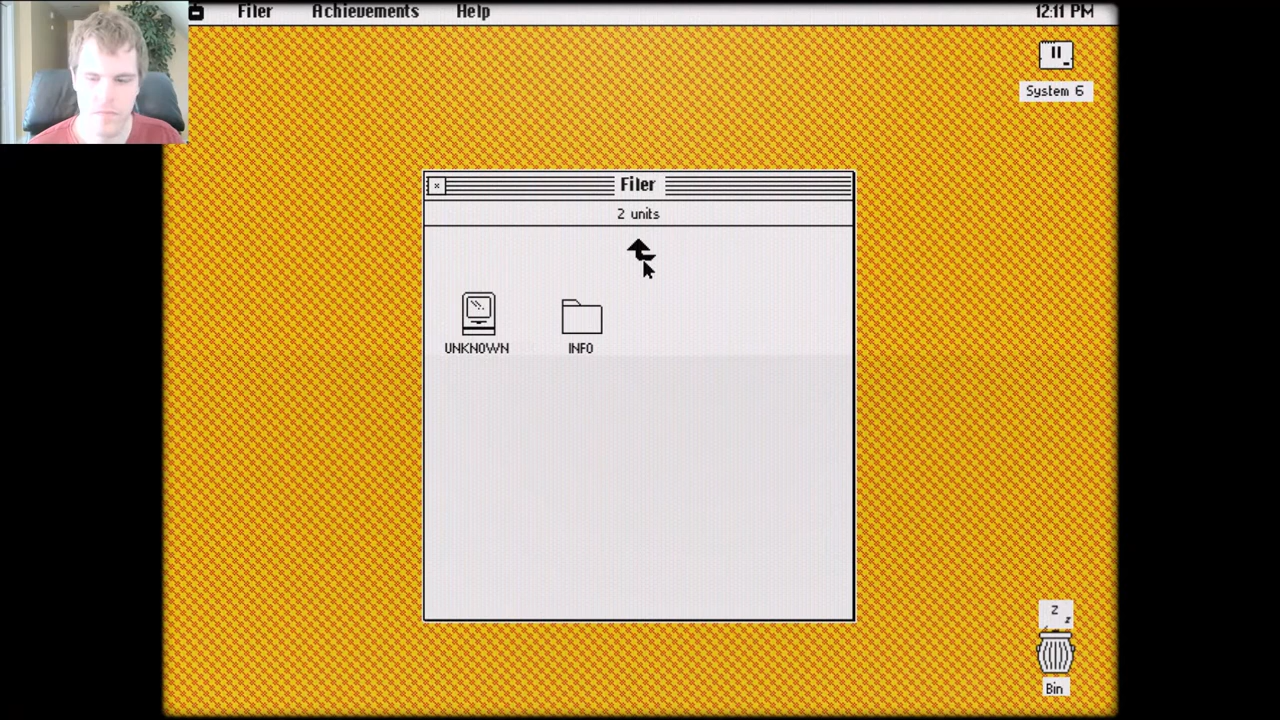 Filer Achievements Help 12:11 PM
System 6
Filer
2 units
UNKNOWN INFO
Z
z
Bin